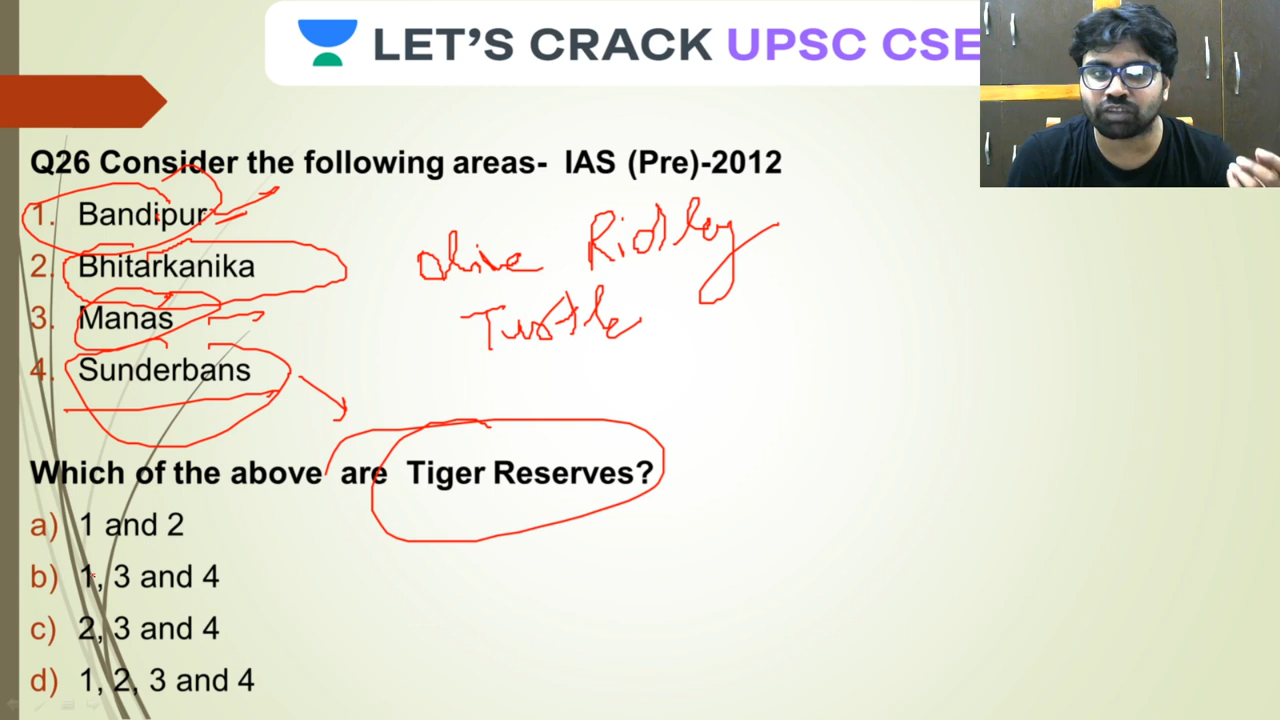 LET'S CRACK UPSC CSE
Q26 Consider the following areas- IAS (Pre)-2012
1. Bandipur
2. Bhitarkanika
3. Manas
4. Sunderbans
Olive Ridley
Turtle
Which of the above are Tiger Reserves?
a) 1 and 2
b) 1, 3 and 4
c) 2, 3 and 4
d) 1, 2, 3 and 4